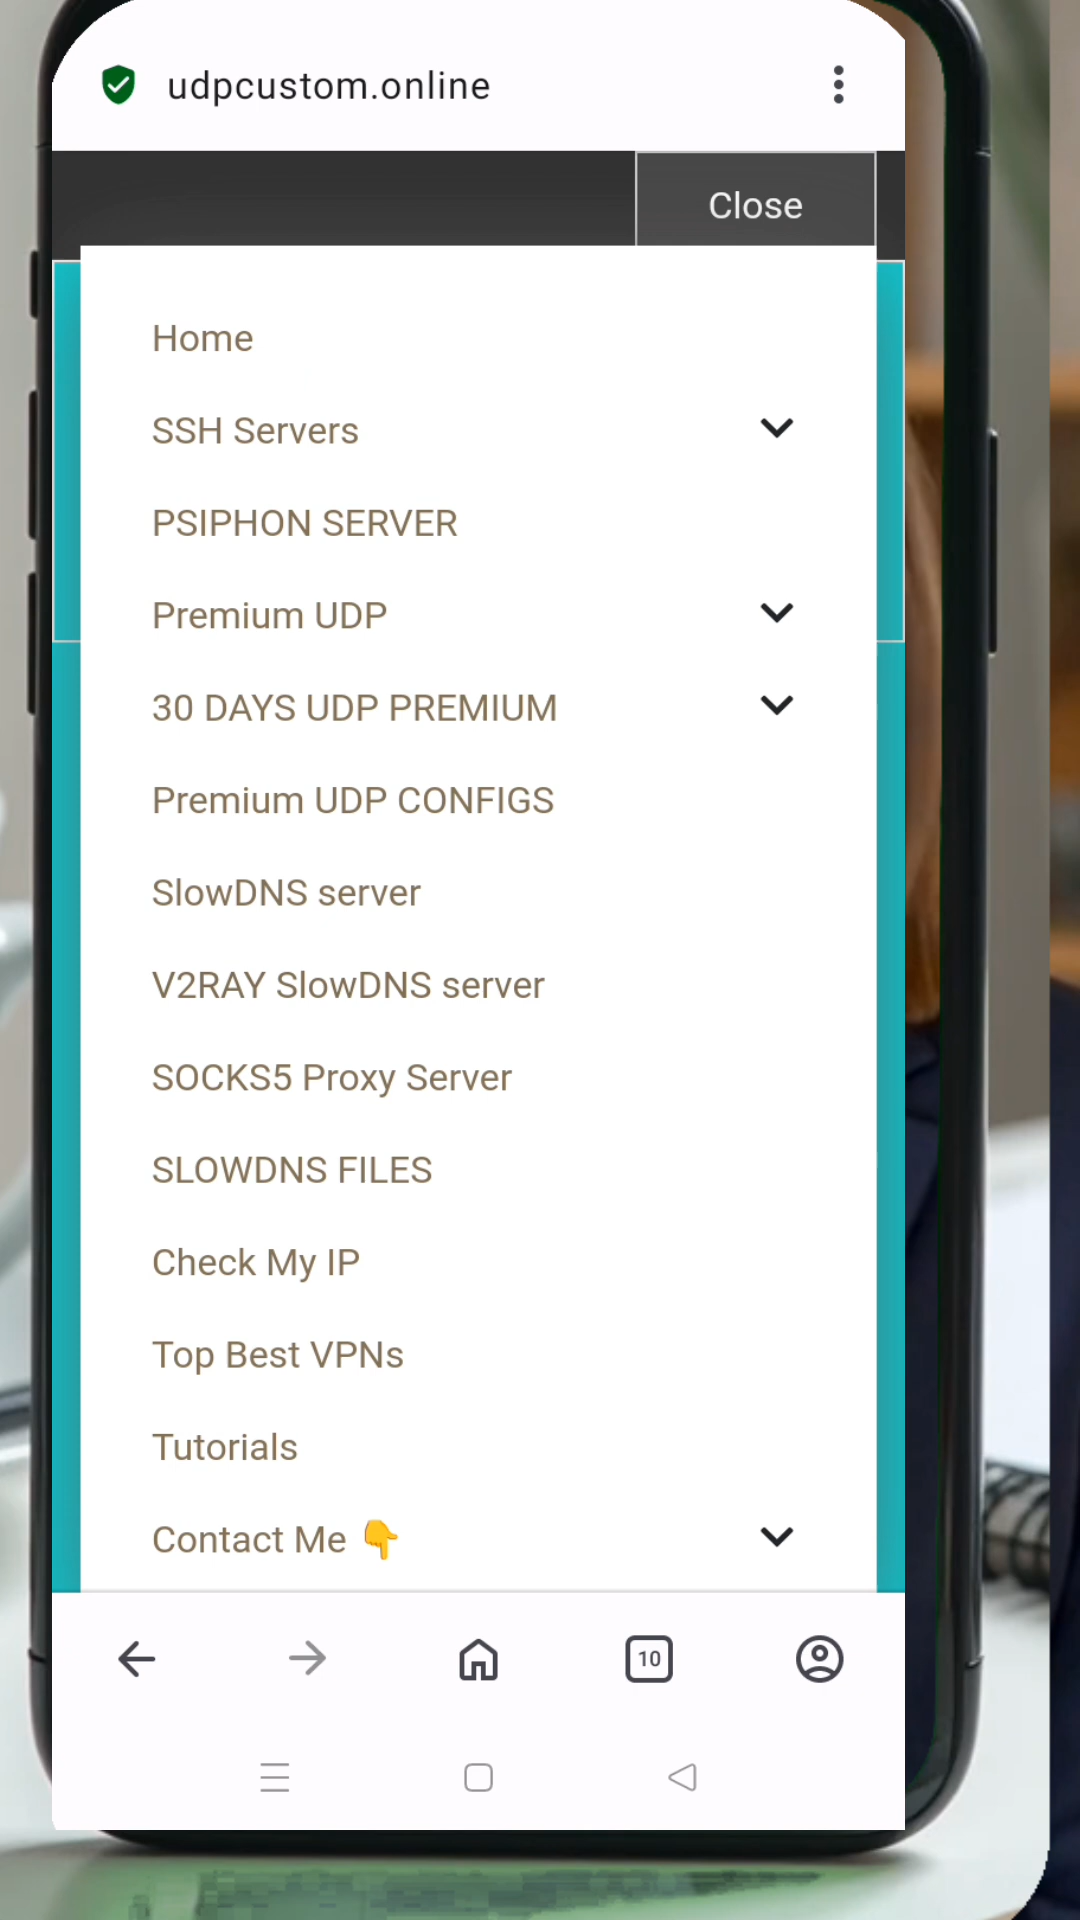 udpcustom.online
Close
Home
SSH Servers
PSIPHON SERVER
Premium UDP
30 DAYS UDP PREMIUM
Premium UDP CONFIGS
SlowDNS server
V2RAY SlowDNS server
SOCKS5 Proxy Server
SLOWDNS FILES
Check My IP
Top Best VPNs
Tutorials
Contact Me 👇
10